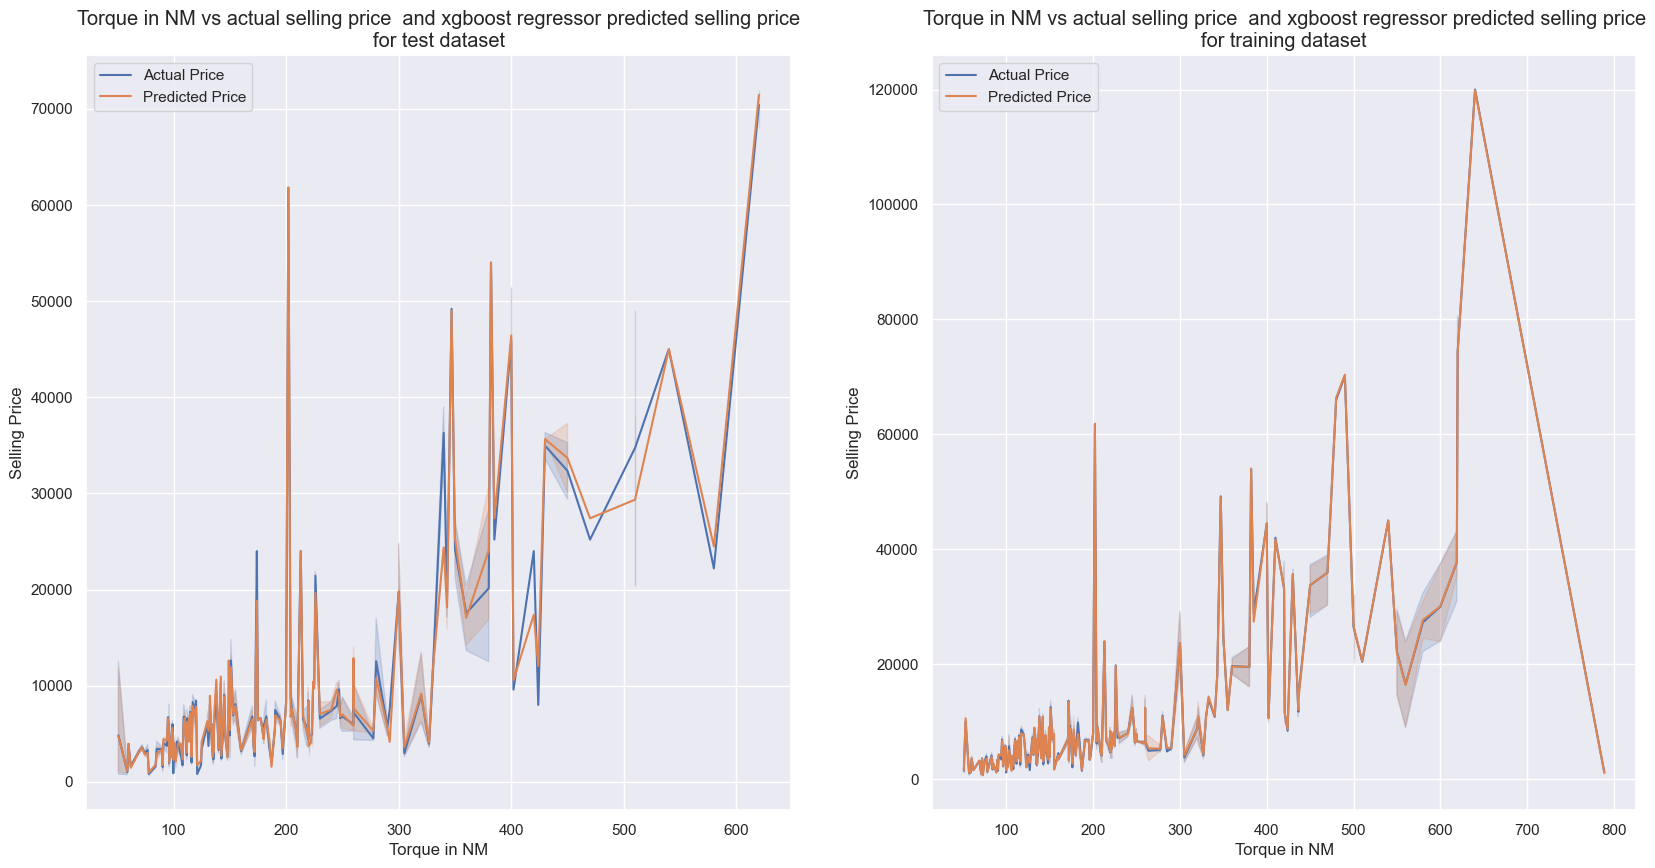 Torque in NM vs actual selling price  and xgboost regressor predicted selling price
for test dataset
Actual Price
Predicted Price
70000
60000
50000
40000
30000
20000
10000
0
Selling Price
100 200 300 400 500 600
Torque in NM
Torque in NM vs actual selling price  and xgboost regressor predicted selling price
for training dataset
Actual Price
Predicted Price
120000
100000
80000
60000
40000
20000
0
Selling Price
100 200 300 400 500 600 700 800
Torque in NM